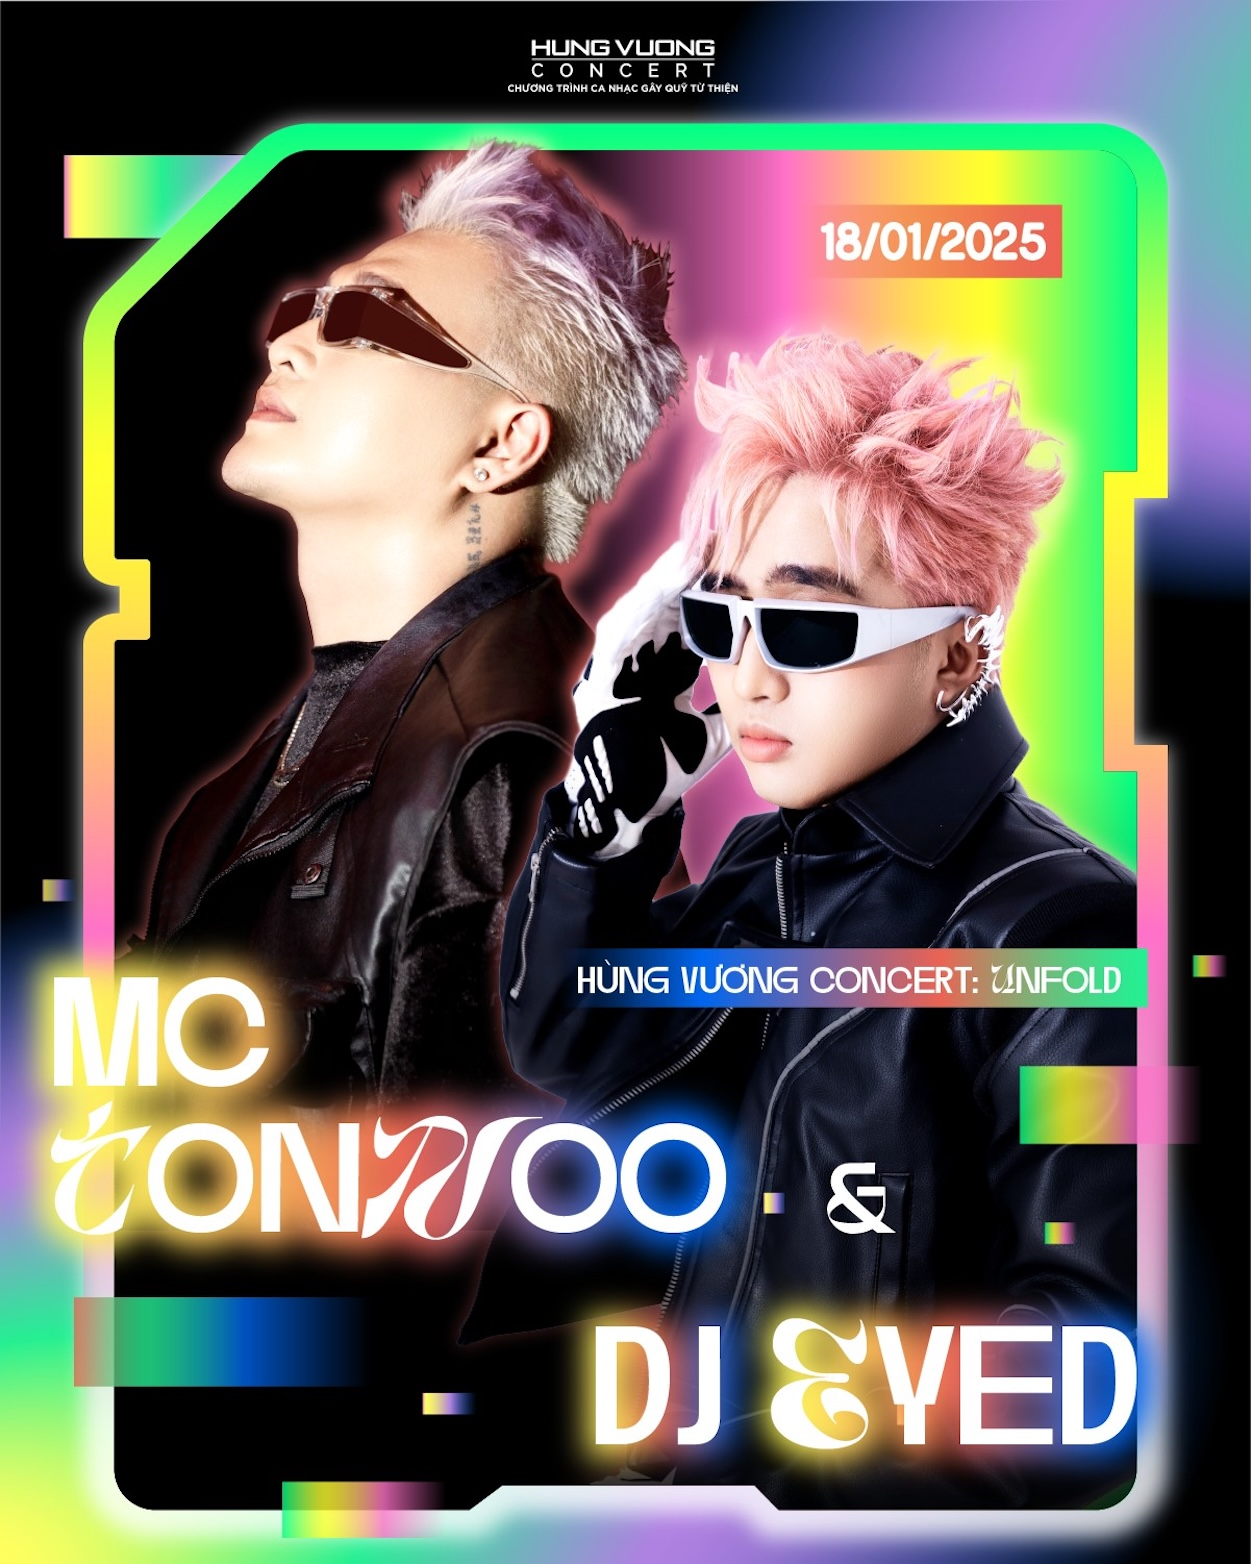 HUNG VUONG
CONCERT
CHƯƠNG TRÌNH CA NHẠC GÂY QUỸ TỪ THIỆN
18/01/2025
HÙNG VƯƠNG CONCERT: UNFOLD
MC
CONNOO
&
DJ EYED